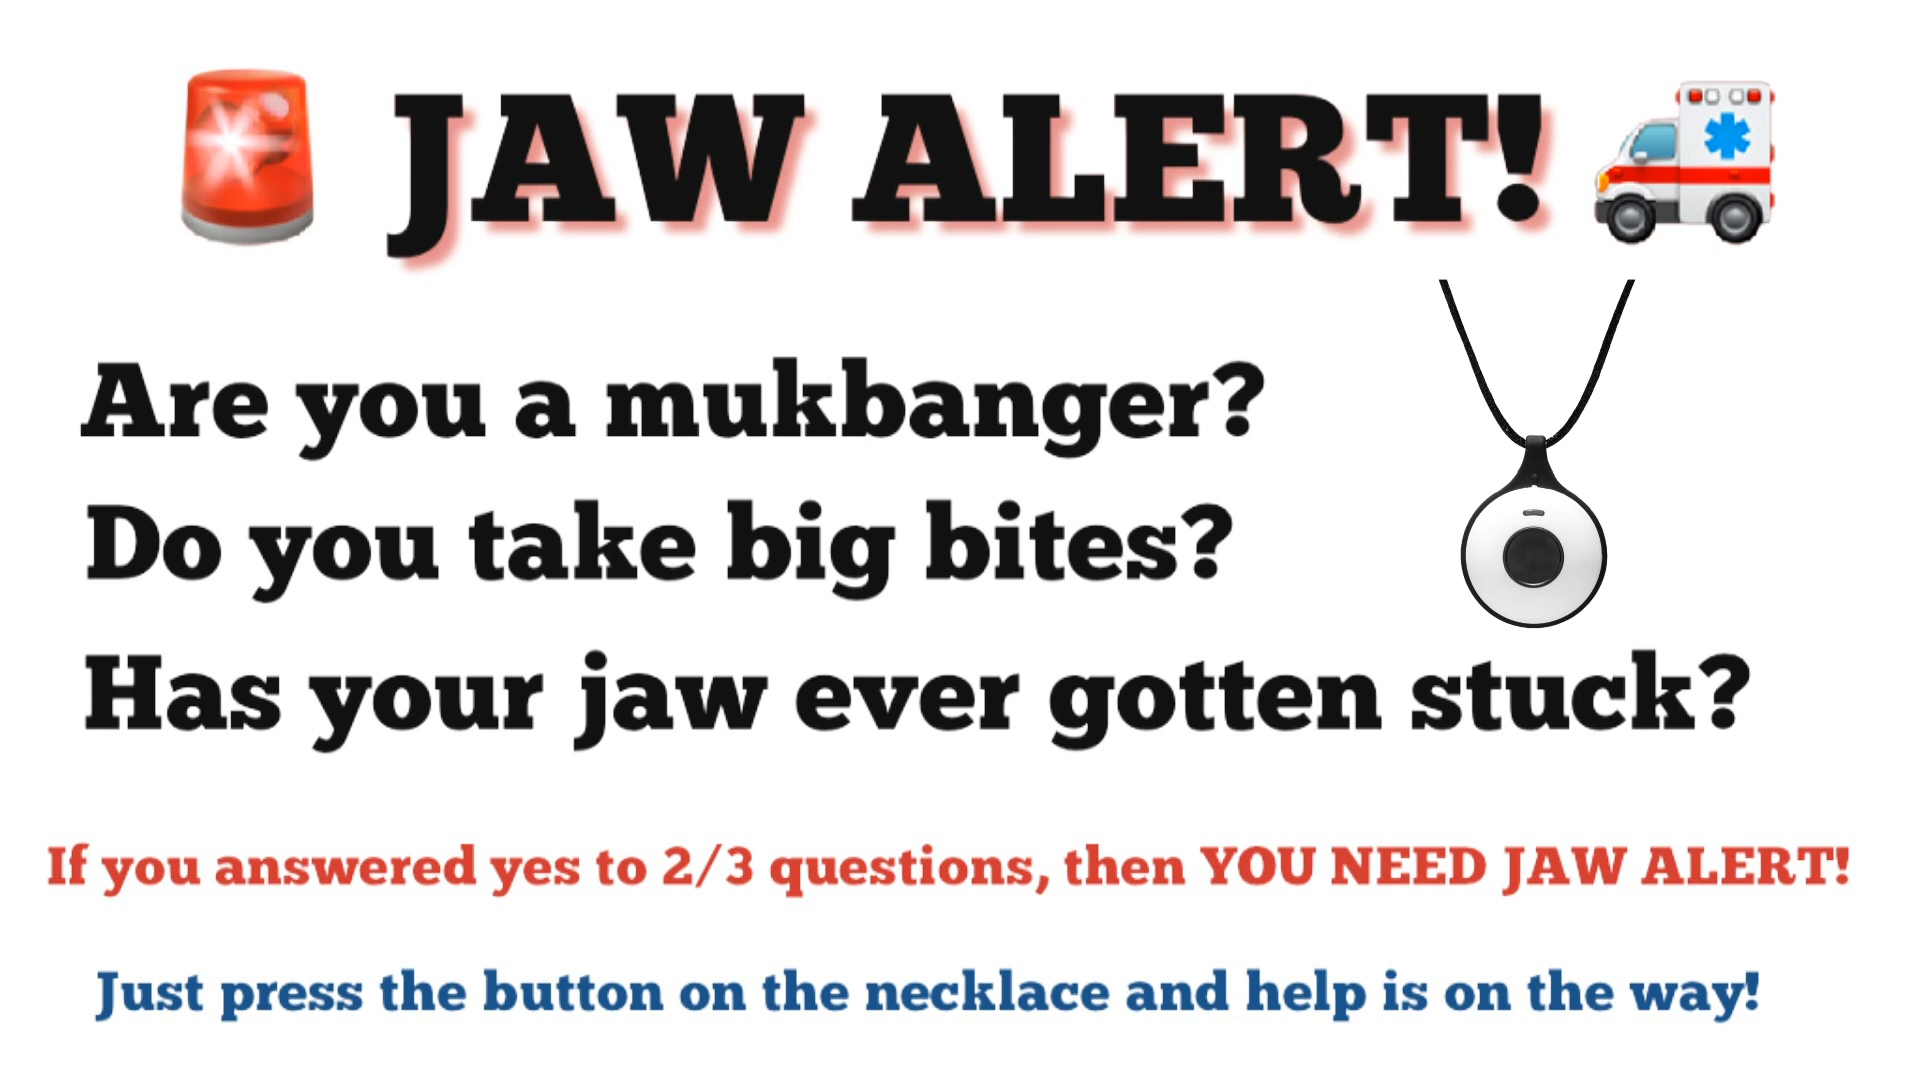 JAW ALERT!
Are you a mukbanger?
Do you take big bites?
Has your jaw ever gotten stuck?
If you answered yes to 2/3 questions, then YOU NEED JAW ALERT!
Just press the button on the necklace and help is on the way!